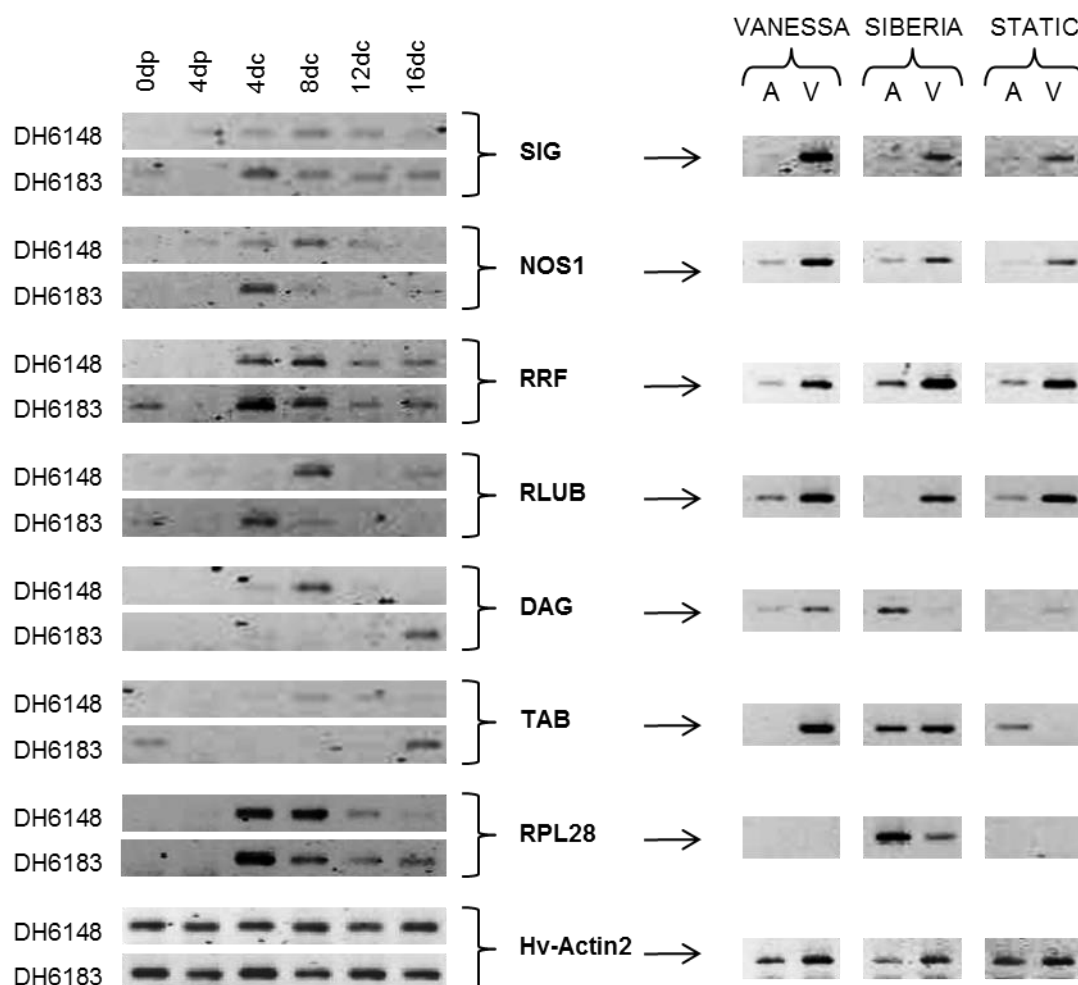 VANESSA SIBERIA STATIC
0dp 4dp 4dc 8dc 12dc 16dc
A V A V A V
DH6148
SIG
DH6183
DH6148
NOS1
DH6183
DH6148
RRF
DH6183
DH6148
RLUB
DH6183
DH6148
DAG
DH6183
DH6148
TAB
DH6183
DH6148
RPL28
DH6183
DH6148
Hv-Actin2
DH6183